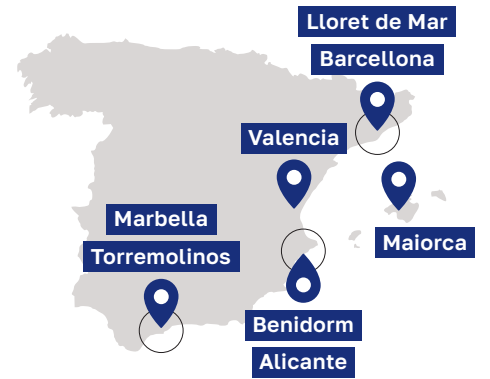 Lloret de Mar
Barcellona
Valencia
Marbella
Torremolinos
Maiorca
Benidorm
Alicante